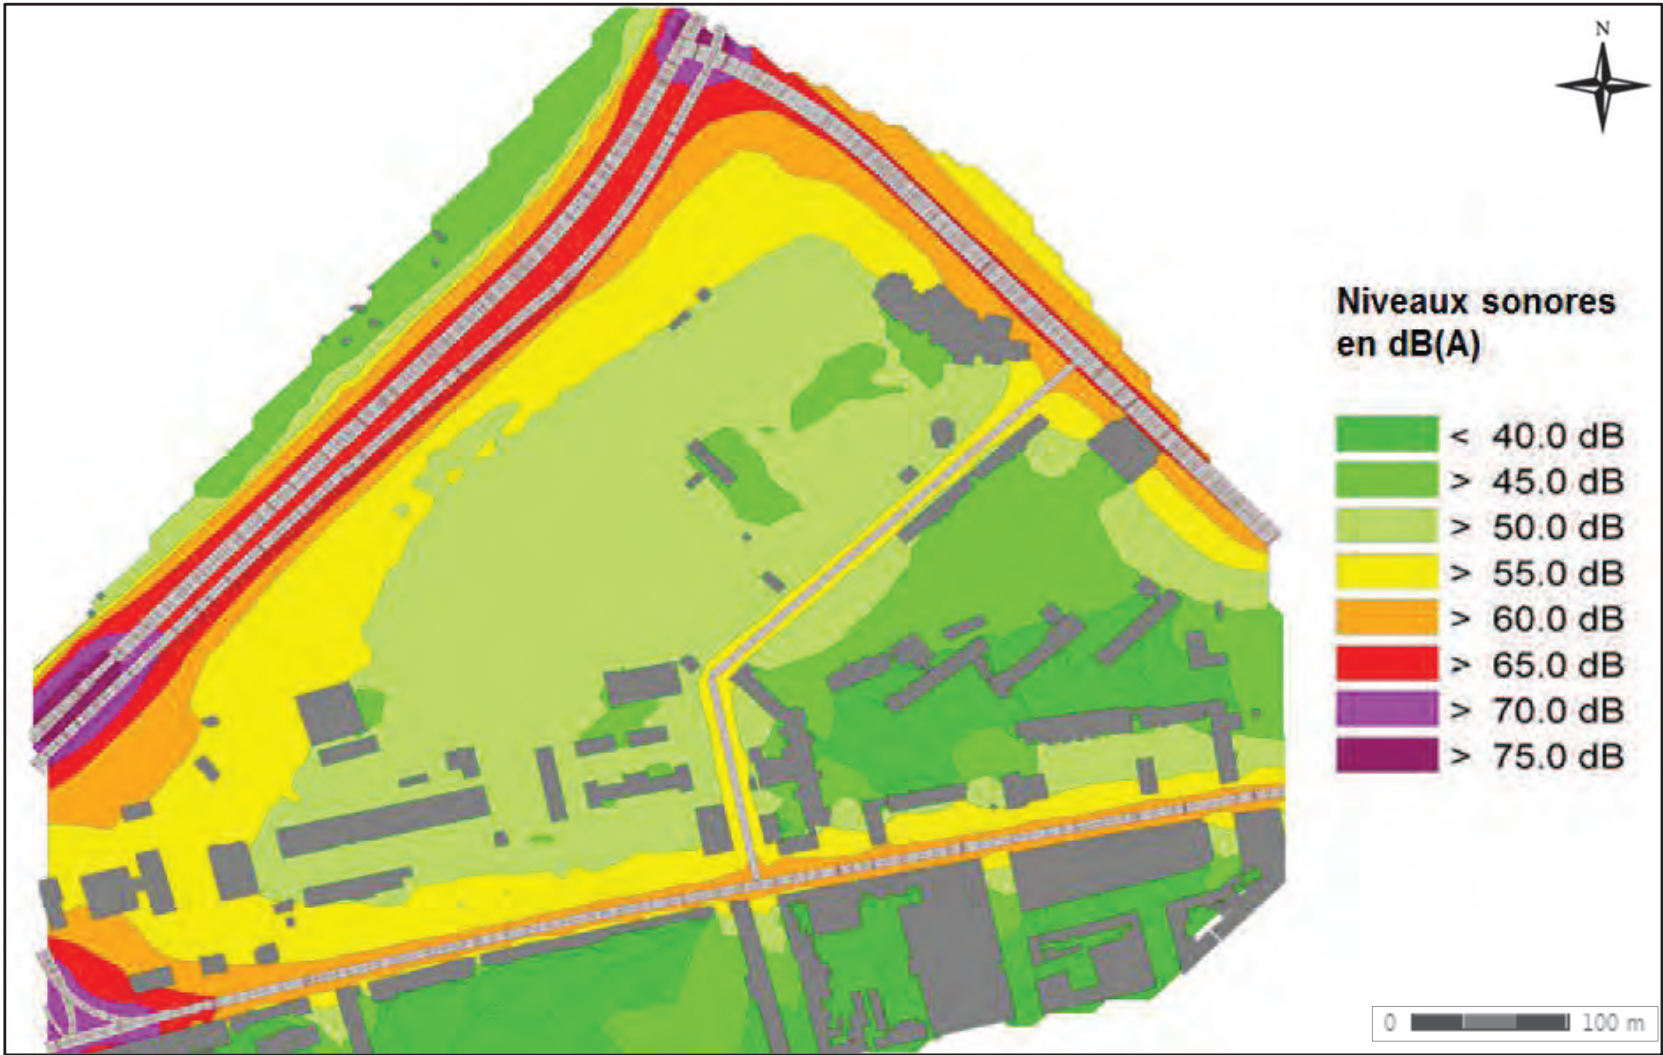 N
Niveaux sonores
en dB(A)
< 40.0 dB
> 45.0 dB
> 50.0 dB
> 55.0 dB
> 60.0 dB
> 65.0 dB
> 70.0 dB
> 75.0 dB
0 100 m